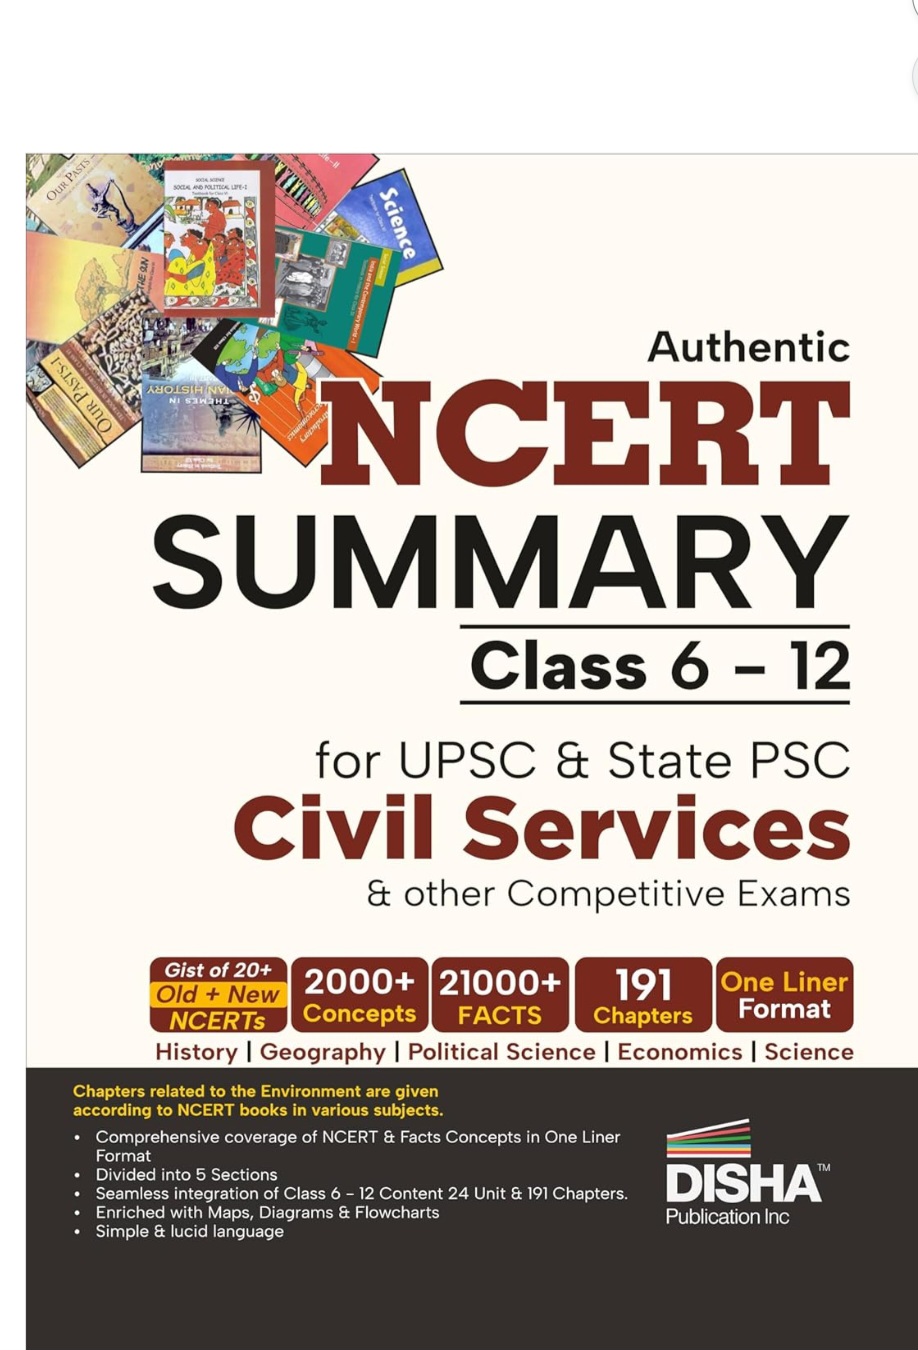 OUR PASTS
SOCIAL SCIENCE
SOCIAL AND POLITICAL LIFE-I
Science
OUR PASTS-I
THEMES IN
IAN HISTORY
Authentic
NCERT
SUMMARY
Class 6 – 12
for UPSC & State PSC
Civil Services
& other Competitive Exams
Gist of 20+
Old + New
NCERTs
2000+
Concepts
21000+
FACTS
191
Chapters
One Liner
Format
History | Geography | Political Science | Economics | Science
Chapters related to the Environment are given
according to NCERT books in various subjects.
• Comprehensive coverage of NCERT & Facts Concepts in One Liner
Format
• Divided into 5 Sections
• Seamless integration of Class 6 – 12 Content 24 Unit & 191 Chapters.
• Enriched with Maps, Diagrams & Flowcharts
• Simple & lucid language
DISHA™
Publication Inc